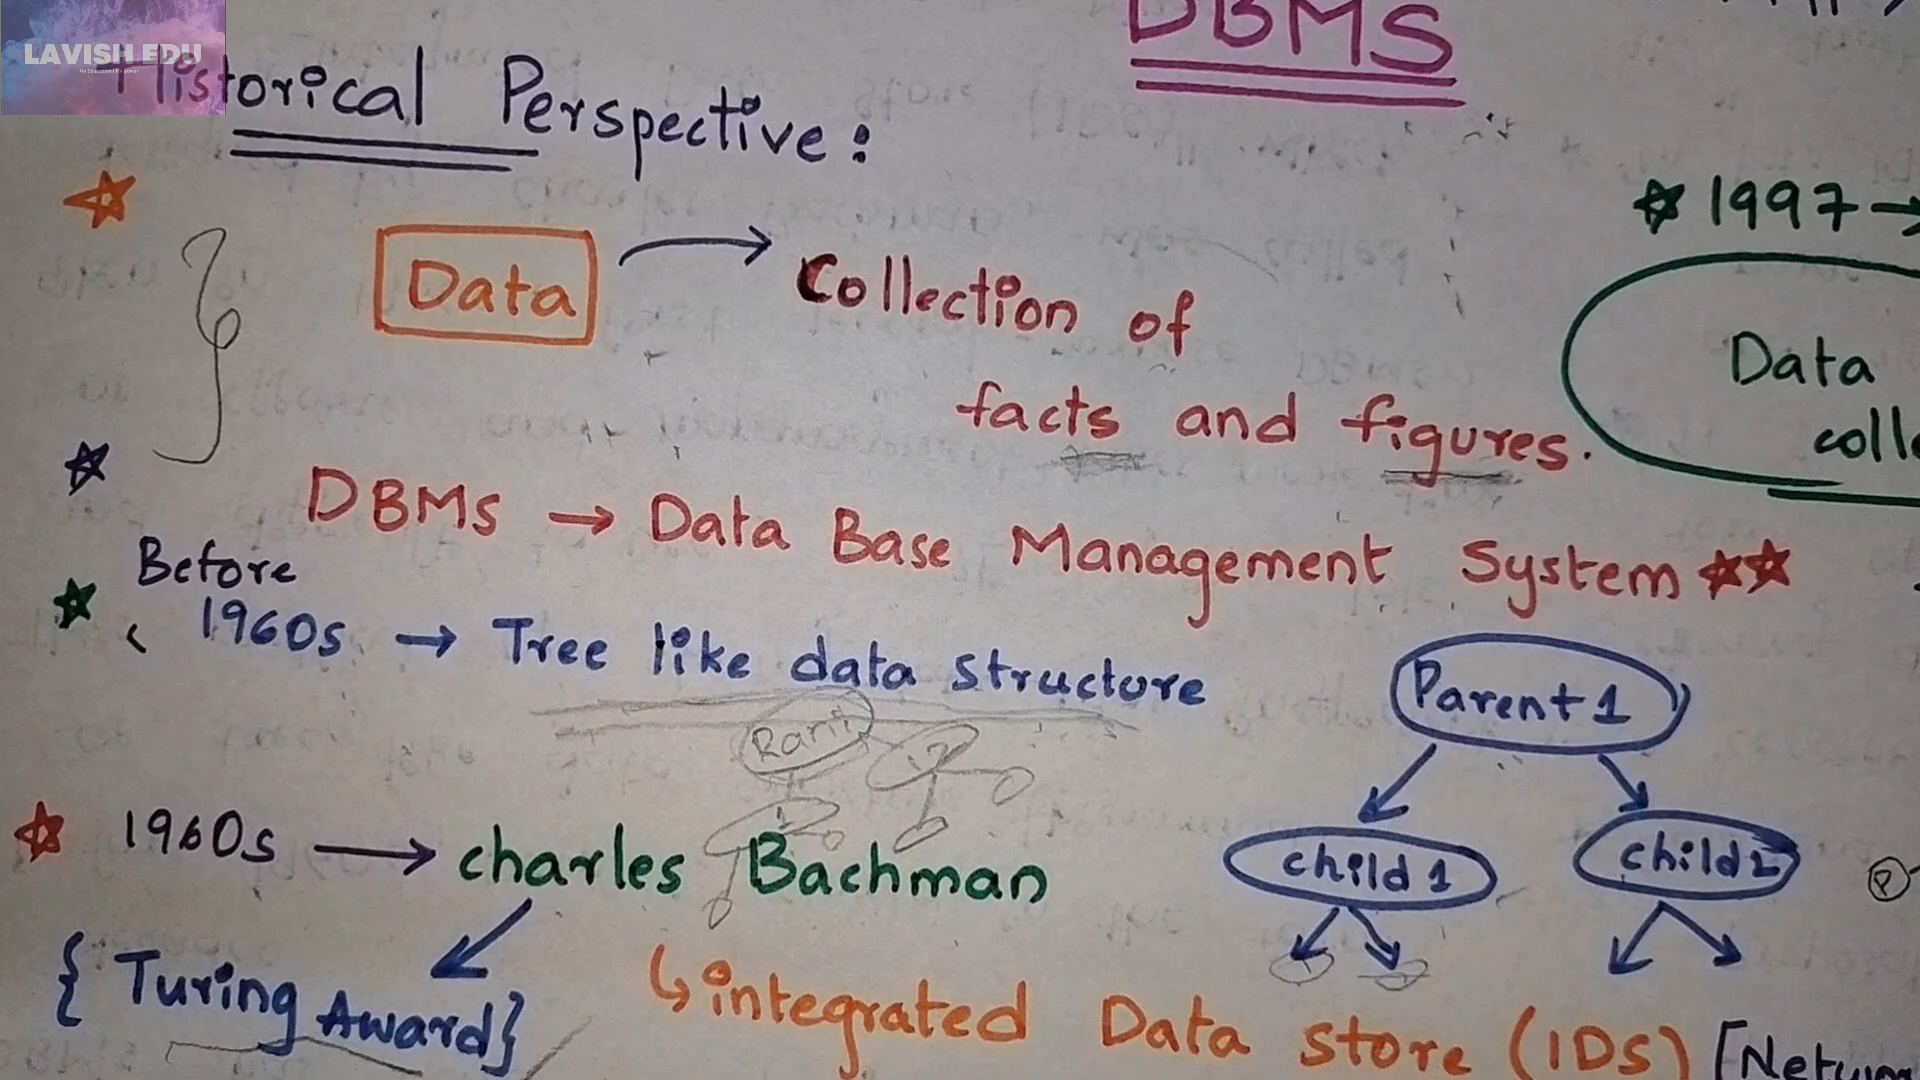 LAVISH EDU
DBMS
Historical Perspective:
1997 →
Data → Collection of
facts and figures.
Data
DBMS → Data Base Management System
Before
1960s → Tree like data structure
Parent 1
child 1
child 2
1960s → charles Bachman
P
{ Turing Award}
↳ integrated Data store (IDS)